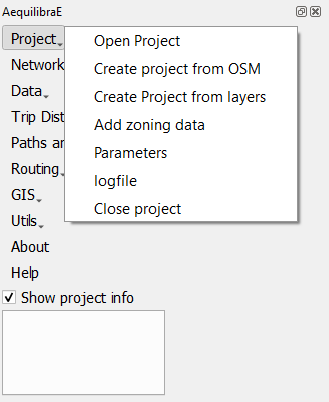 AequilibraE
Project
Open Project
Create project from OSM
Create Project from layers
Add zoning data
Parameters
logfile
Close project
Network
Data
Trip Dist
Paths
Routing
GIS
Utils
About
Help
Show project info